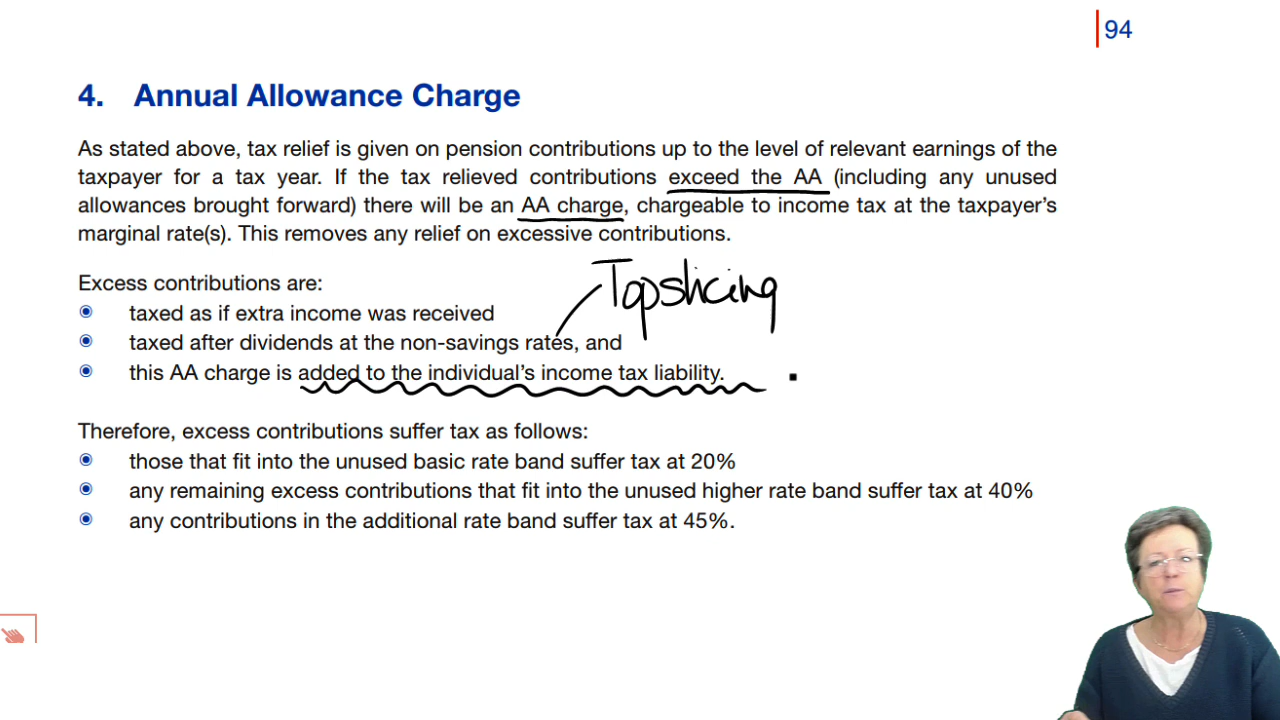 94
4. Annual Allowance Charge
As stated above, tax relief is given on pension contributions up to the level of relevant earnings of the
taxpayer for a tax year. If the tax relieved contributions exceed the AA (including any unused
allowances brought forward) there will be an AA charge, chargeable to income tax at the taxpayer's
marginal rate(s). This removes any relief on excessive contributions.
Excess contributions are:
Topslicing
taxed as if extra income was received
taxed after dividends at the non-savings rates, and
this AA charge is added to the individual's income tax liability.
Therefore, excess contributions suffer tax as follows:
those that fit into the unused basic rate band suffer tax at 20%
any remaining excess contributions that fit into the unused higher rate band suffer tax at 40%
any contributions in the additional rate band suffer tax at 45%.